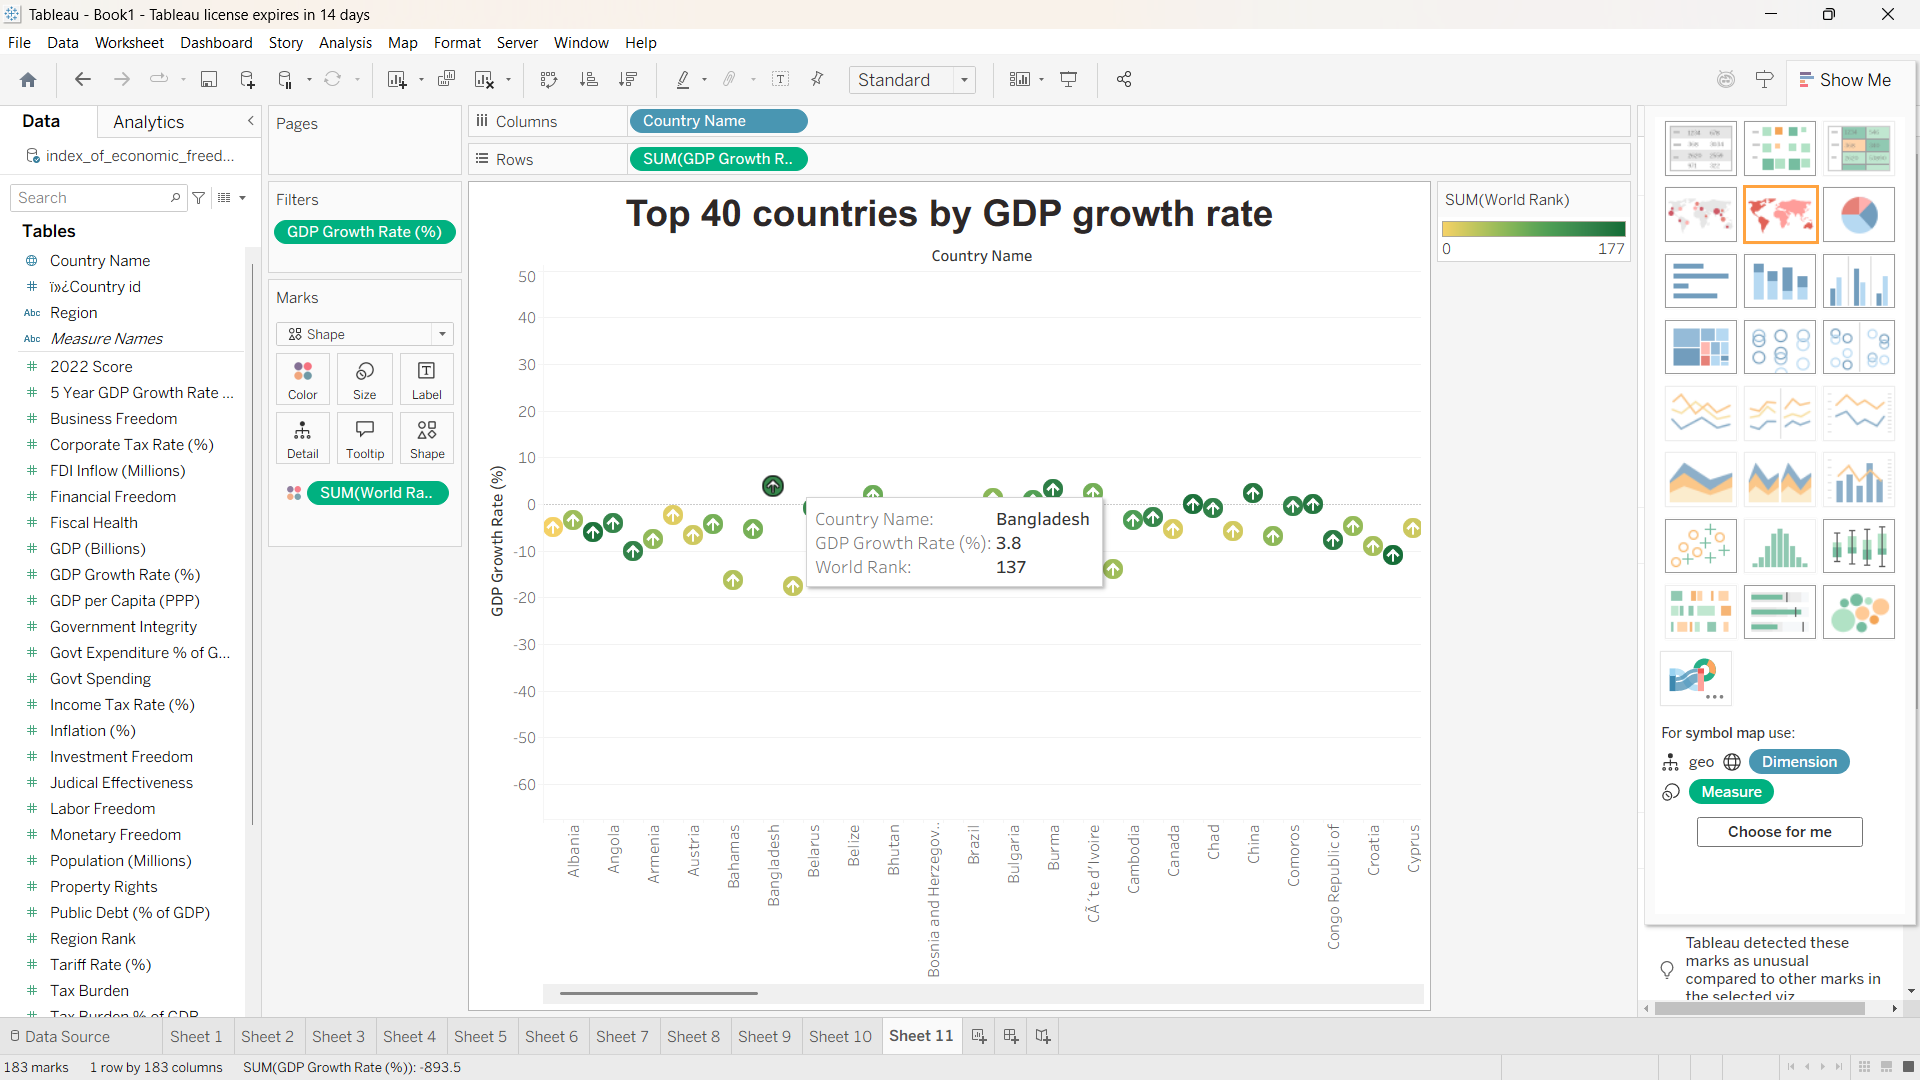 Tableau - Book1 - Tableau license expires in 14 days
File Data Worksheet Dashboard Story Analysis Map Format Server Window Help
Standard
Show Me
Data Analytics
index_of_economic_freed...
Search
Tables
Country Name
ï»¿Country id
Region
Measure Names
2022 Score
5 Year GDP Growth Rate ...
Business Freedom
Corporate Tax Rate (%)
FDI Inflow (Millions)
Financial Freedom
Fiscal Health
GDP (Billions)
GDP Growth Rate (%)
GDP per Capita (PPP)
Government Integrity
Govt Expenditure % of G...
Govt Spending
Income Tax Rate (%)
Inflation (%)
Investment Freedom
Judical Effectiveness
Labor Freedom
Monetary Freedom
Population (Millions)
Property Rights
Public Debt (% of GDP)
Region Rank
Tariff Rate (%)
Tax Burden
Tax Burden % of GDP
Pages
Filters
GDP Growth Rate (%)
Marks
Shape
Color Size Label
Detail Tooltip Shape
SUM(World Ra..
Columns
Country Name
Rows
SUM(GDP Growth R..
Top 40 countries by GDP growth rate
Country Name
GDP Growth Rate (%)
50
40
30
20
10
0
-10
-20
-30
-40
-50
-60
Country Name: Bangladesh
GDP Growth Rate (%): 3.8
World Rank: 137
Albania
Angola
Armenia
Austria
Bahamas
Bangladesh
Belarus
Belize
Bhutan
Bosnia and Herzegov..
Brazil
Bulgaria
Burma
CÃ´te d'Ivoire
Cambodia
Canada
Chad
China
Comoros
Congo Republic of
Croatia
Cyprus
SUM(World Rank)
0 177
For symbol map use:
geo Dimension
Measure
Choose for me
Tableau detected these
marks as unusual
compared to other marks in
the selected viz
Data Source Sheet 1 Sheet 2 Sheet 3 Sheet 4 Sheet 5 Sheet 6 Sheet 7 Sheet 8 Sheet 9 Sheet 10 Sheet 11
183 marks 1 row by 183 columns SUM(GDP Growth Rate (%)): -893.5